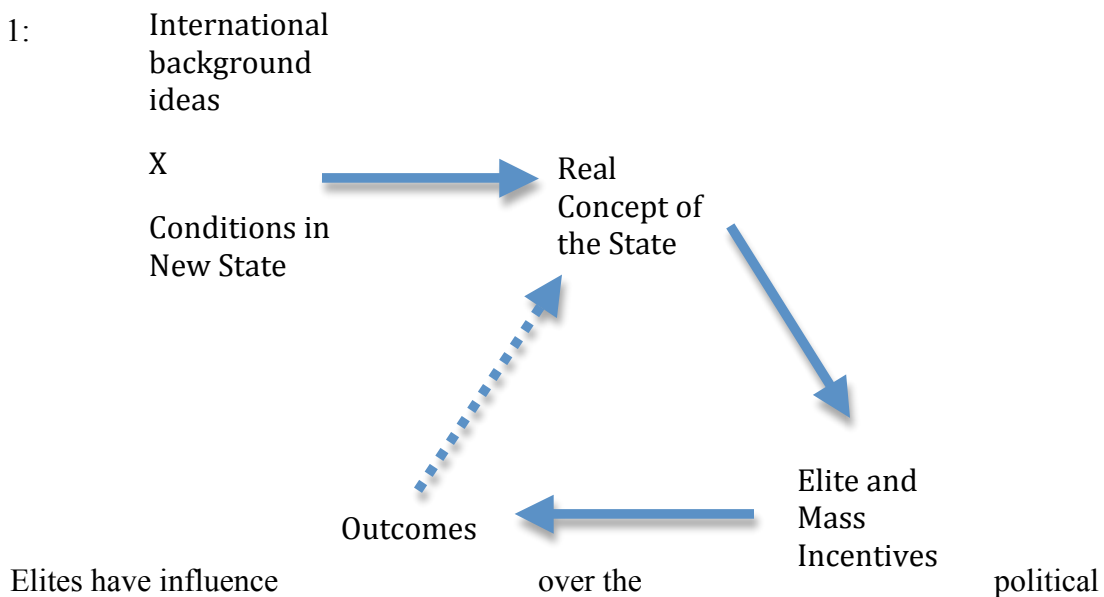 1:
International
background
ideas
X
Conditions in
New State
Real
Concept of
the State
Elite and
Mass
Incentives
Outcomes
Elites have influence over the political